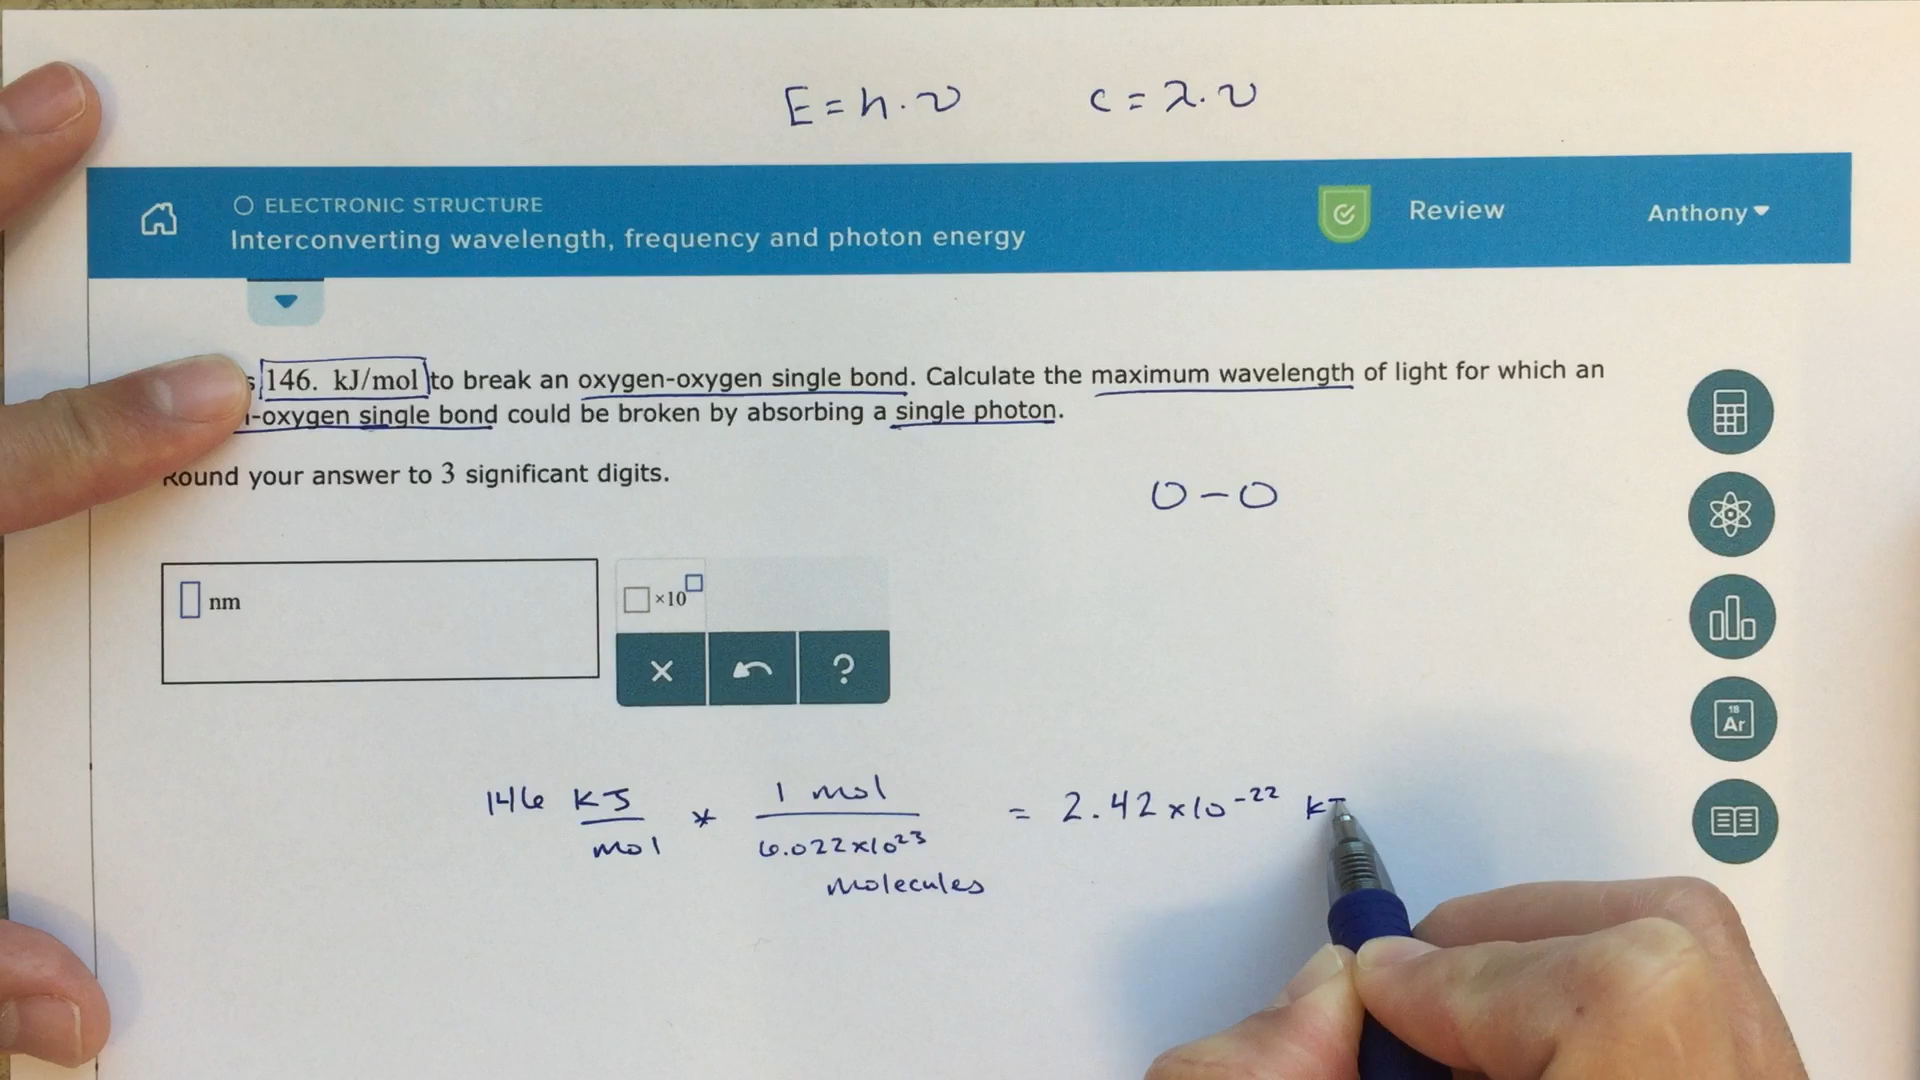 E = h · ν c = λ · ν
ELECTRONIC STRUCTURE
Interconverting wavelength, frequency and photon energy
Review
Anthony
146. kJ/mol to break an oxygen-oxygen single bond. Calculate the maximum wavelength of light for which an
-oxygen single bond could be broken by absorbing a single photon.
Round your answer to 3 significant digits.
O – O
nm
×10
X
?
18
Ar
146 KJ/mol * 1 mol / 6.022×10²³ molecules = 2.42×10⁻²² kJ